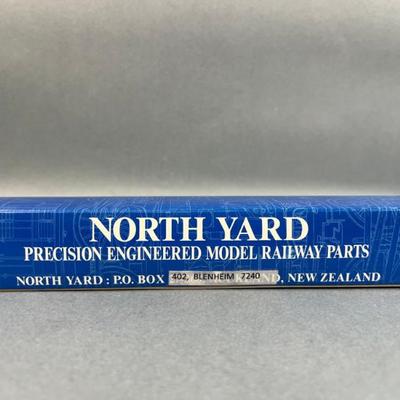 NORTH YARD
PRECISION ENGINEERED MODEL RAILWAY PARTS
NORTH YARD : P.O. BOX 402, BLENHEIM 7240 ND, NEW ZEALAND